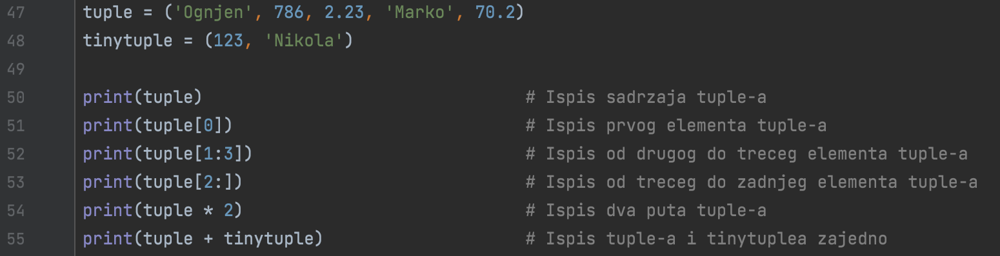 47 tuple = ('Ognjen', 786, 2.23, 'Marko', 70.2)
48 tinytuple = (123, 'Nikola')
49
50 print(tuple) # Ispis sadrzaja tuple-a
51 print(tuple[0]) # Ispis prvog elementa tuple-a
52 print(tuple[1:3]) # Ispis od drugog do treceg elementa tuple-a
53 print(tuple[2:]) # Ispis od treceg do zadnjeg elementa tuple-a
54 print(tuple * 2) # Ispis dva puta tuple-a
55 print(tuple + tinytuple) # Ispis tuple-a i tinytuplea zajedno